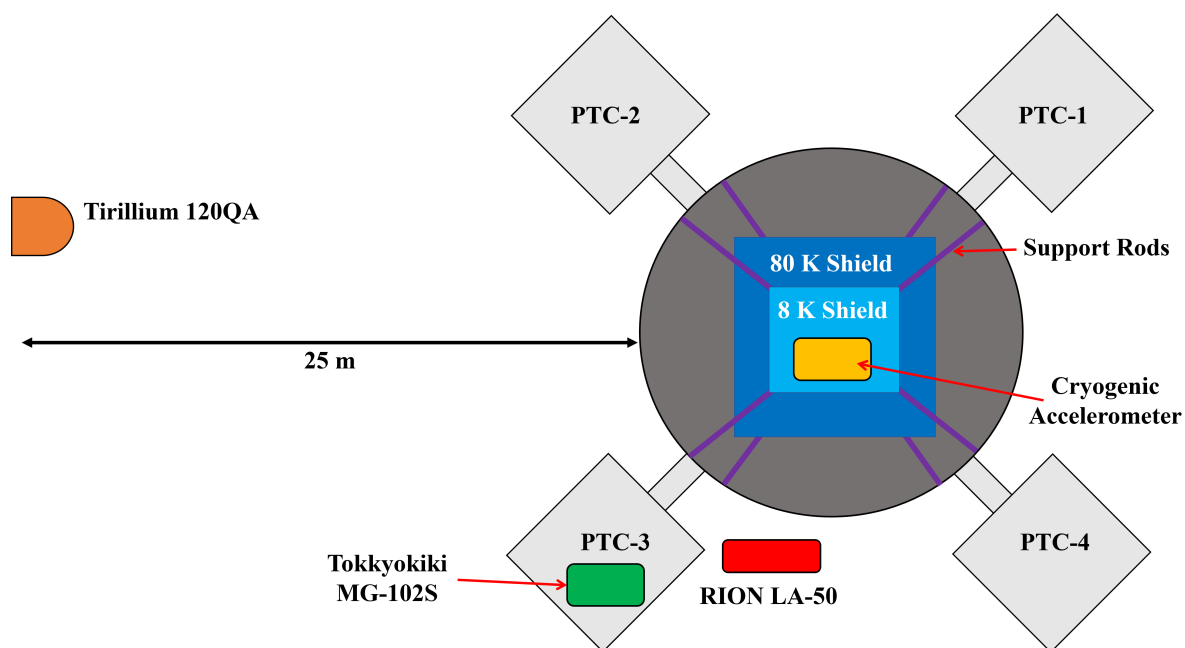 PTC-2
PTC-1
Tirillium 120QA
Support Rods
80 K Shield
8 K Shield
25 m
Cryogenic
Accelerometer
PTC-3
PTC-4
Tokkyokiki
MG-102S
RION LA-50